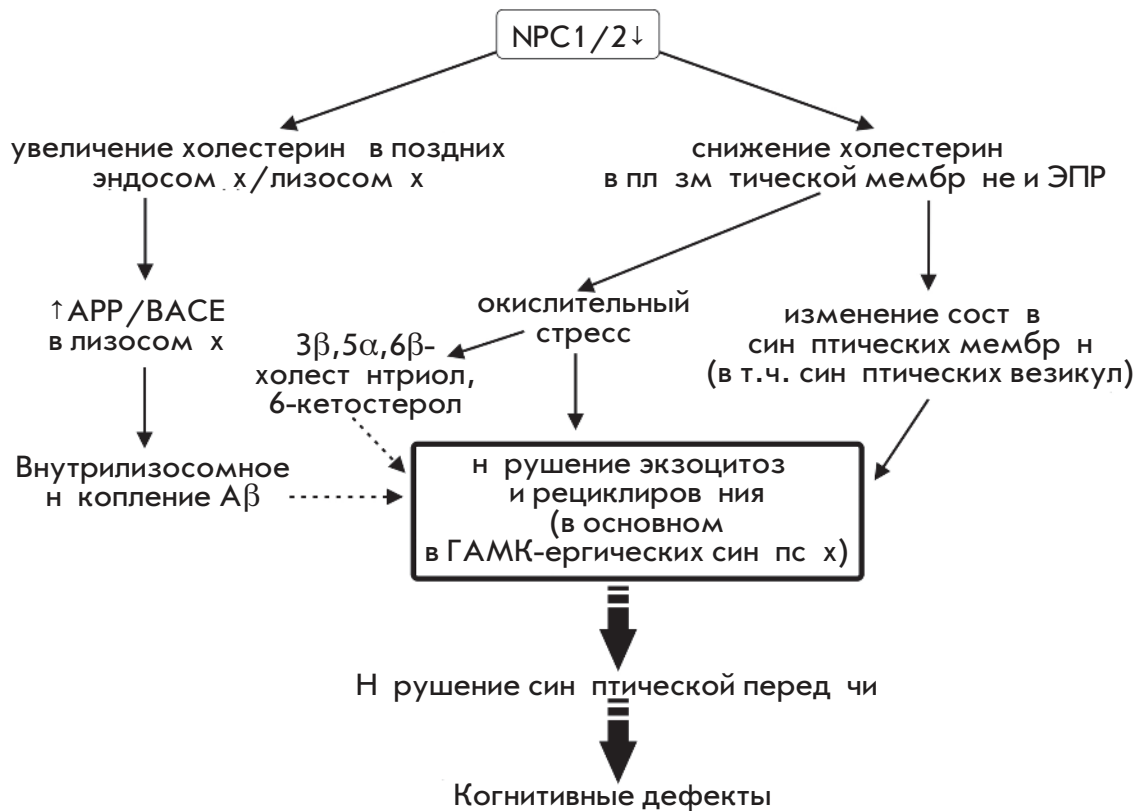 NPC1/2↓
увеличение холестерин  в поздних
эндосом х/лизосом х
снижение холестерин
в пл зм тической мембр не и ЭПР
↑APP/BACE
в лизосом х
окислительный
стресс
изменение сост в
син птических мембр н
(в т.ч. син птических везикул)
3β,5α,6β-
холест нтриол,
6-кетостерол
Внутрилизосомное
н копление Aβ
н рушение экзоцитоз
и рециклиров ния
(в основном
в ГАМК-ергических син пс х)
Н рушение син птической перед чи
Когнитивные дефекты